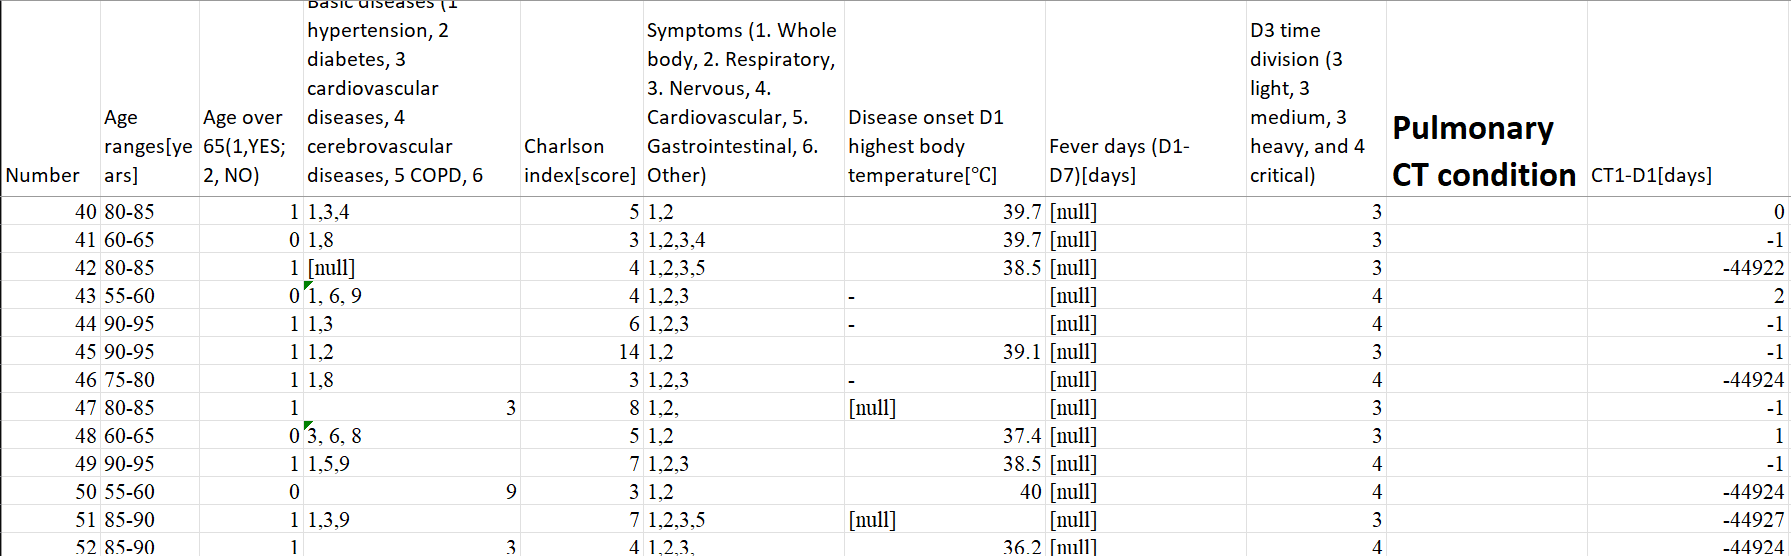 Number	Age ranges[years]	Age over 65(1,YES; 2, NO)	Basic diseases (1 hypertension, 2 diabetes, 3 cardiovascular diseases, 4 cerebrovascular diseases, 5 COPD, 6	Charlson index[score]	Symptoms (1. Whole body, 2. Respiratory, 3. Nervous, 4. Cardiovascular, 5. Gastrointestinal, 6. Other)	Disease onset D1 highest body temperature[°C]	Fever days (D1-D7)[days]	D3 time division (3 light, 3 medium, 3 heavy, and 4 critical)	Pulmonary CT condition	CT1-D1[days]
40	80-85	1	1,3,4	5	1,2	39.7	[null]	3		0
41	60-65	0	1,8	3	1,2,3,4	39.7	[null]	3		-1
42	80-85	1	[null]	4	1,2,3,5	38.5	[null]	3		-44922
43	55-60	0	1, 6, 9	4	1,2,3	-	[null]	4		2
44	90-95	1	1,3	6	1,2,3	-	[null]	4		-1
45	90-95	1	1,2	14	1,2	39.1	[null]	3		-1
46	75-80	1	1,8	3	1,2,3	-	[null]	4		-44924
47	80-85	1	3	8	1,2,	[null]	[null]	3		-1
48	60-65	0	3, 6, 8	5	1,2	37.4	[null]	3		1
49	90-95	1	1,5,9	7	1,2,3	38.5	[null]	4		-1
50	55-60	0	9	3	1,2	40	[null]	4		-44924
51	85-90	1	1,3,9	7	1,2,3,5	[null]	[null]	3		-44927
52	85-90	1	3	4	1,2,3,	36.2	[null]	4		-44924